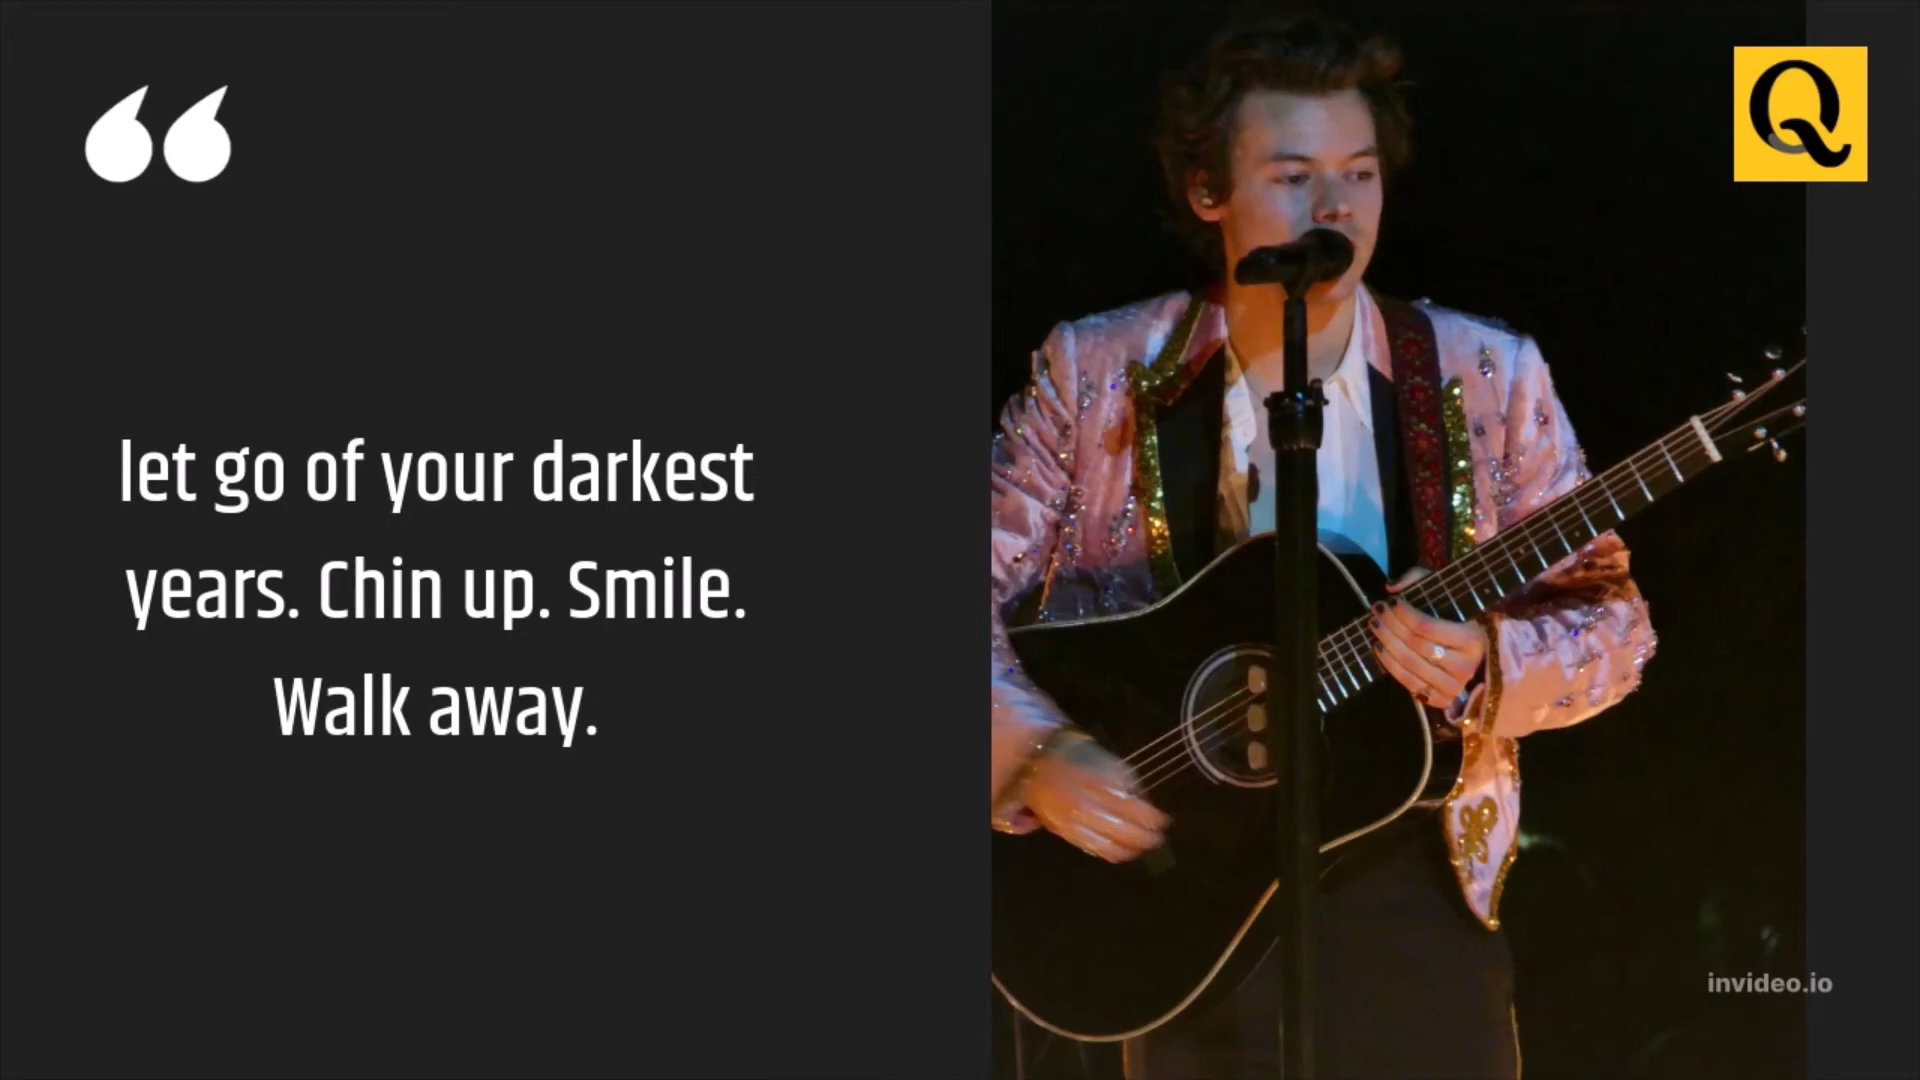 “
Q
let go of your darkest
years. Chin up. Smile.
Walk away.
invideo.io